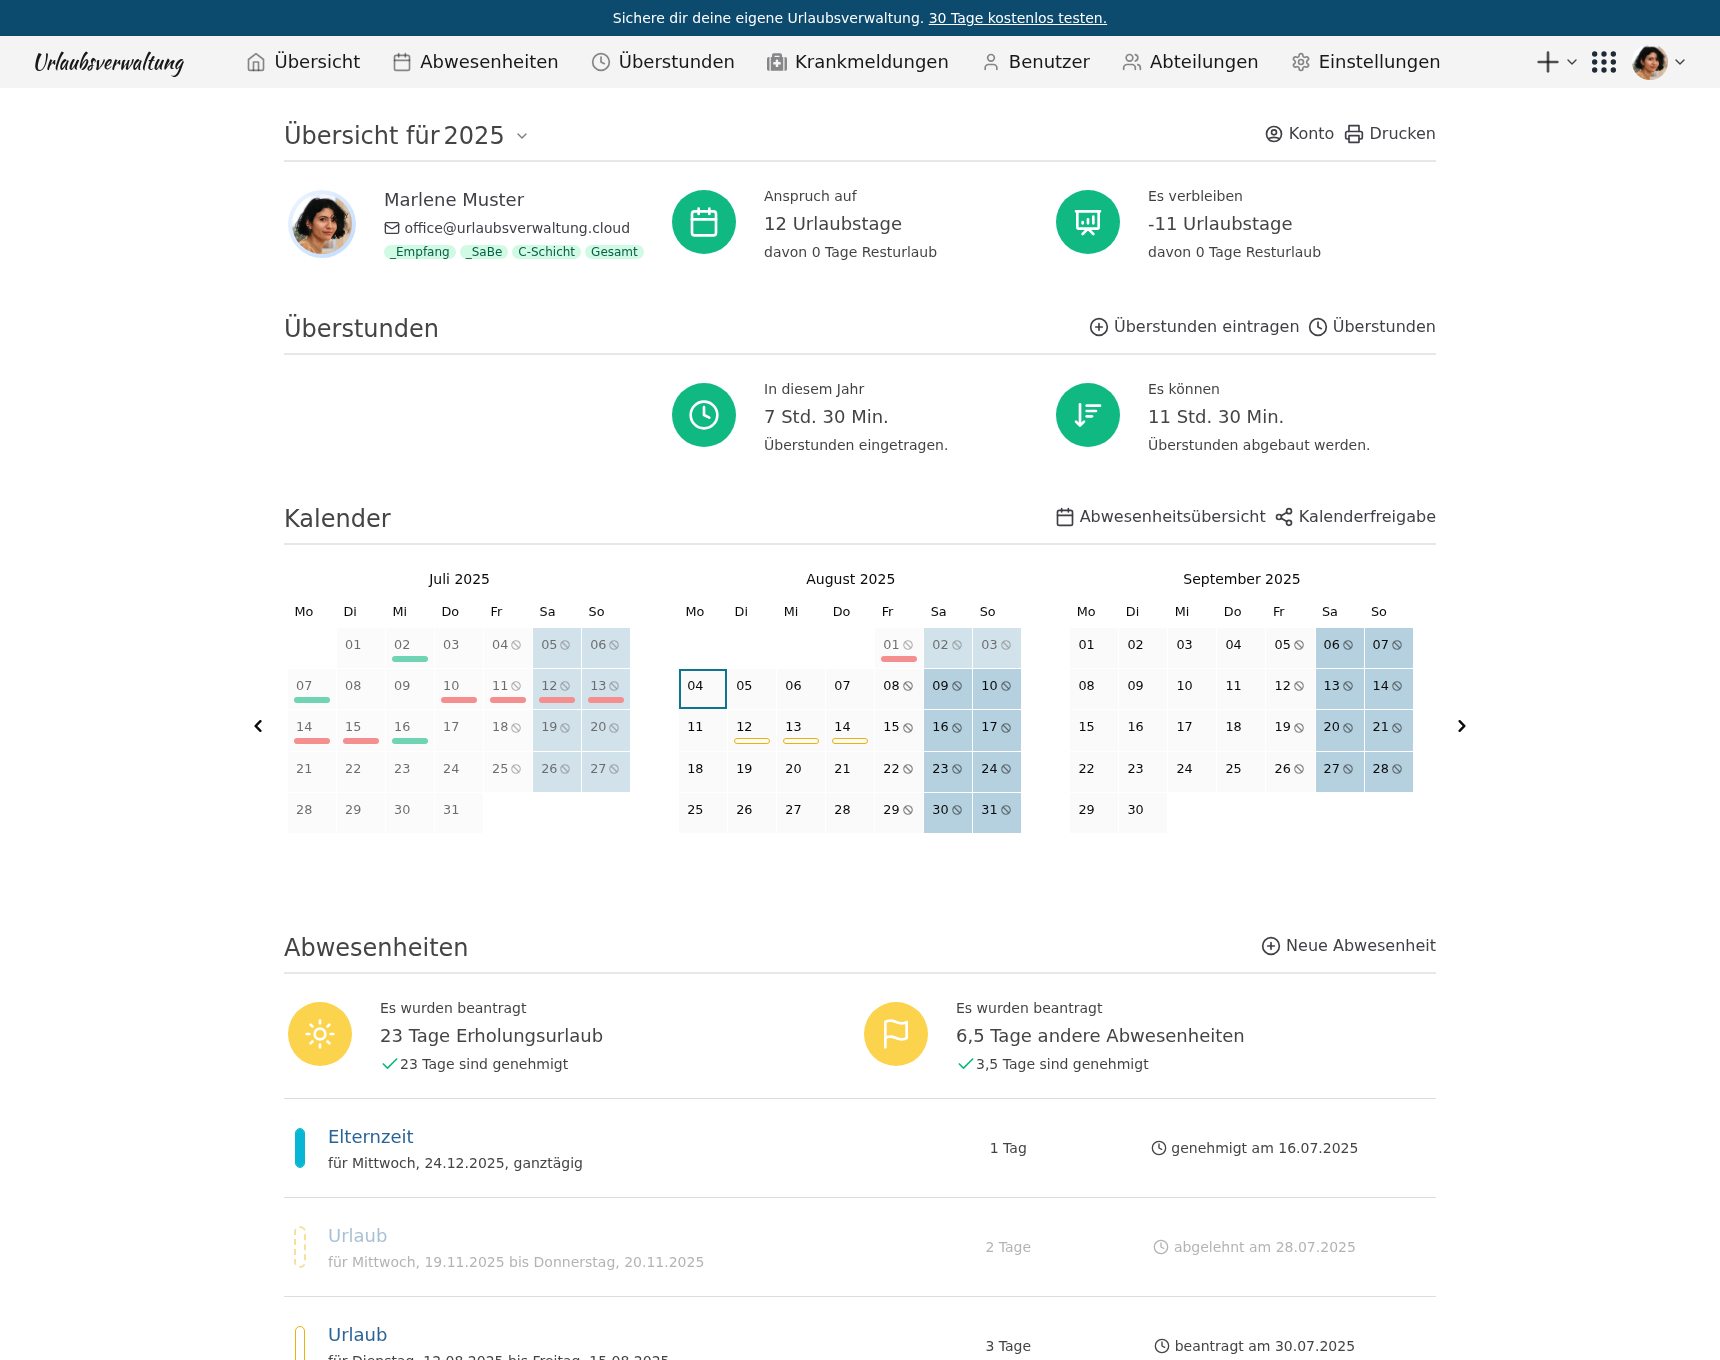 Sichere dir deine eigene Urlaubsverwaltung. 30 Tage kostenlos testen.
Urlaubsverwaltung Übersicht Abwesenheiten Überstunden Krankmeldungen Benutzer Abteilungen Einstellungen
Übersicht für 2025 Konto Drucken
Marlene Muster
office@urlaubsverwaltung.cloud
_Empfang _SaBe C-Schicht Gesamt
Anspruch auf
12 Urlaubstage
davon 0 Tage Resturlaub
Es verbleiben
-11 Urlaubstage
davon 0 Tage Resturlaub
Überstunden Überstunden eintragen Überstunden
In diesem Jahr
7 Std. 30 Min.
Überstunden eingetragen.
Es können
11 Std. 30 Min.
Überstunden abgebaut werden.
Kalender Abwesenheitsübersicht Kalenderfreigabe
Juli 2025
Mo Di Mi Do Fr Sa So
01 02 03 04 05 06
07 08 09 10 11 12 13
14 15 16 17 18 19 20
21 22 23 24 25 26 27
28 29 30 31
August 2025
Mo Di Mi Do Fr Sa So
01 02 03
04 05 06 07 08 09 10
11 12 13 14 15 16 17
18 19 20 21 22 23 24
25 26 27 28 29 30 31
September 2025
Mo Di Mi Do Fr Sa So
01 02 03 04 05 06 07
08 09 10 11 12 13 14
15 16 17 18 19 20 21
22 23 24 25 26 27 28
29 30
Abwesenheiten Neue Abwesenheit
Es wurden beantragt
23 Tage Erholungsurlaub
23 Tage sind genehmigt
Es wurden beantragt
6,5 Tage andere Abwesenheiten
3,5 Tage sind genehmigt
Elternzeit
für Mittwoch, 24.12.2025, ganztägig
1 Tag
genehmigt am 16.07.2025
Urlaub
für Mittwoch, 19.11.2025 bis Donnerstag, 20.11.2025
2 Tage
abgelehnt am 28.07.2025
Urlaub
für Dienstag, 12.08.2025 bis Freitag, 15.08.2025
3 Tage
beantragt am 30.07.2025